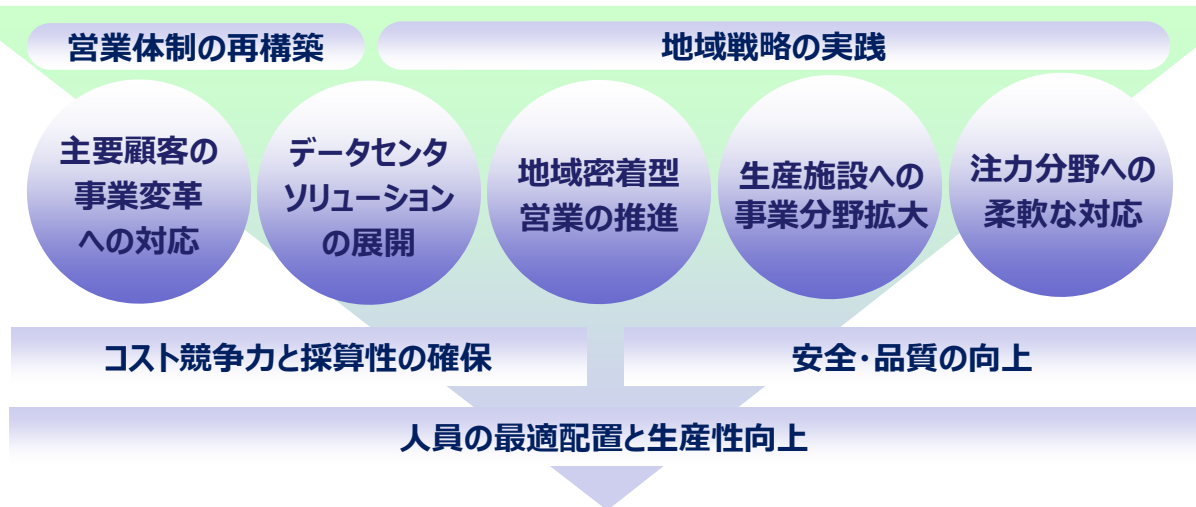 営業体制の再構築
地域戦略の実践
主要顧客の
事業変革
への対応
データセンタ
ソリューション
の展開
地域密着型
営業の推進
生産施設への
事業分野拡大
注力分野への
柔軟な対応
コスト競争力と採算性の確保
安全・品質の向上
人員の最適配置と生産性向上